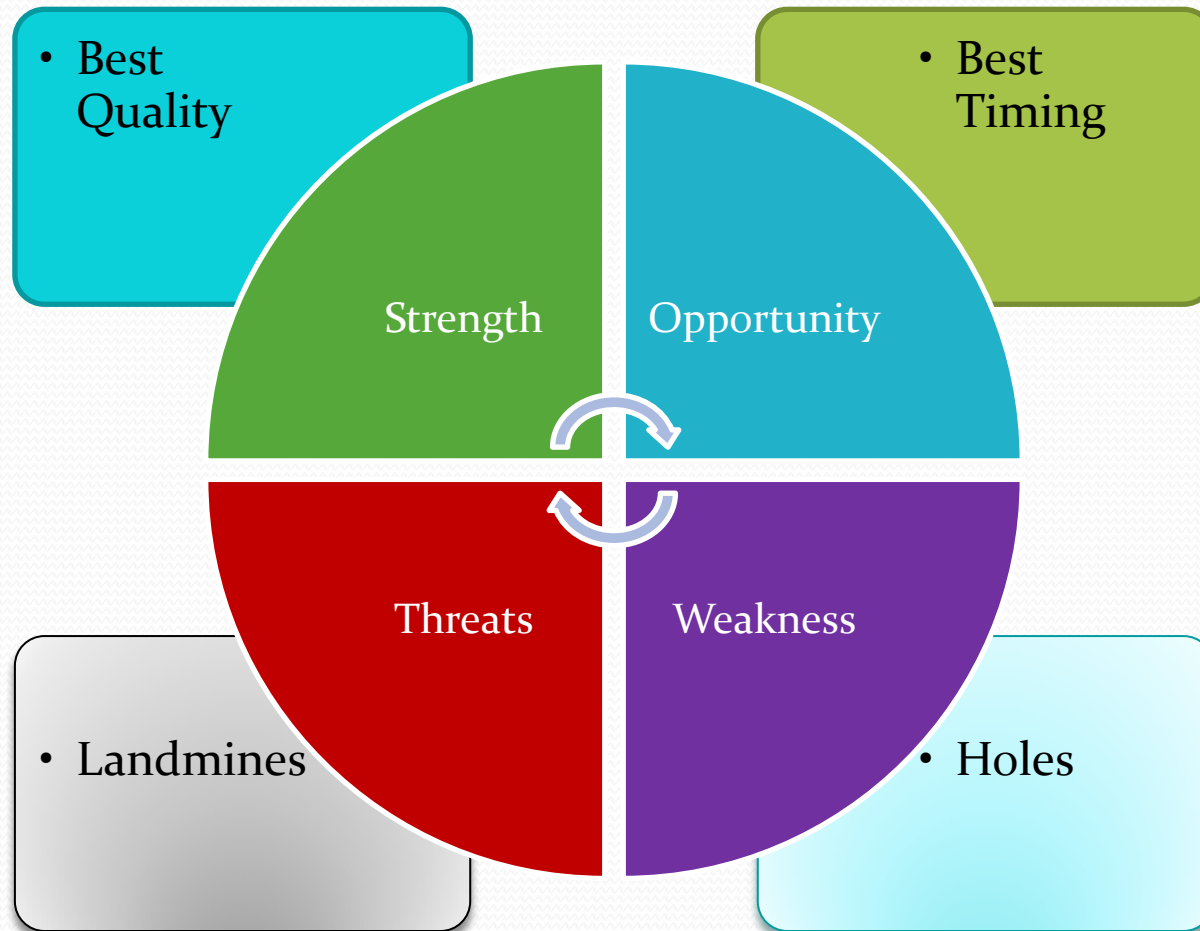 • Best
Quality
• Best
Timing
Strength
Opportunity
Threats
Weakness
• Landmines
• Holes